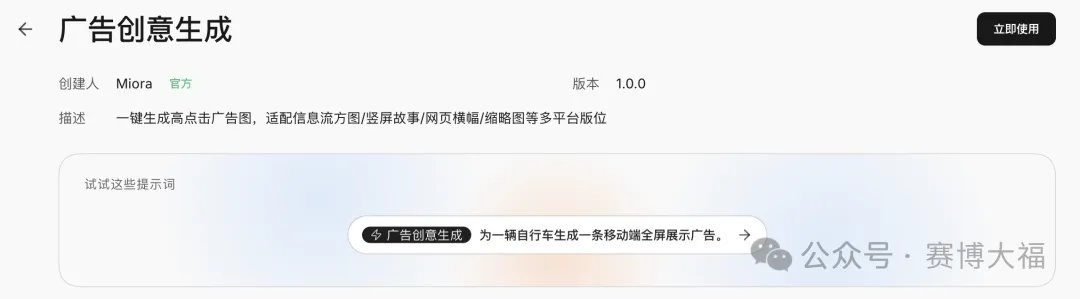 广告创意生成
立即使用
创建人 Miora 官方
版本 1.0.0
描述 一键生成高点击广告图，适配信息流方图/竖屏故事/网页横幅/缩略图等多平台版位
试试这些提示词
广告创意生成 为一辆自行车生成一条移动端全屏展示广告。
公众号 · 赛博大福